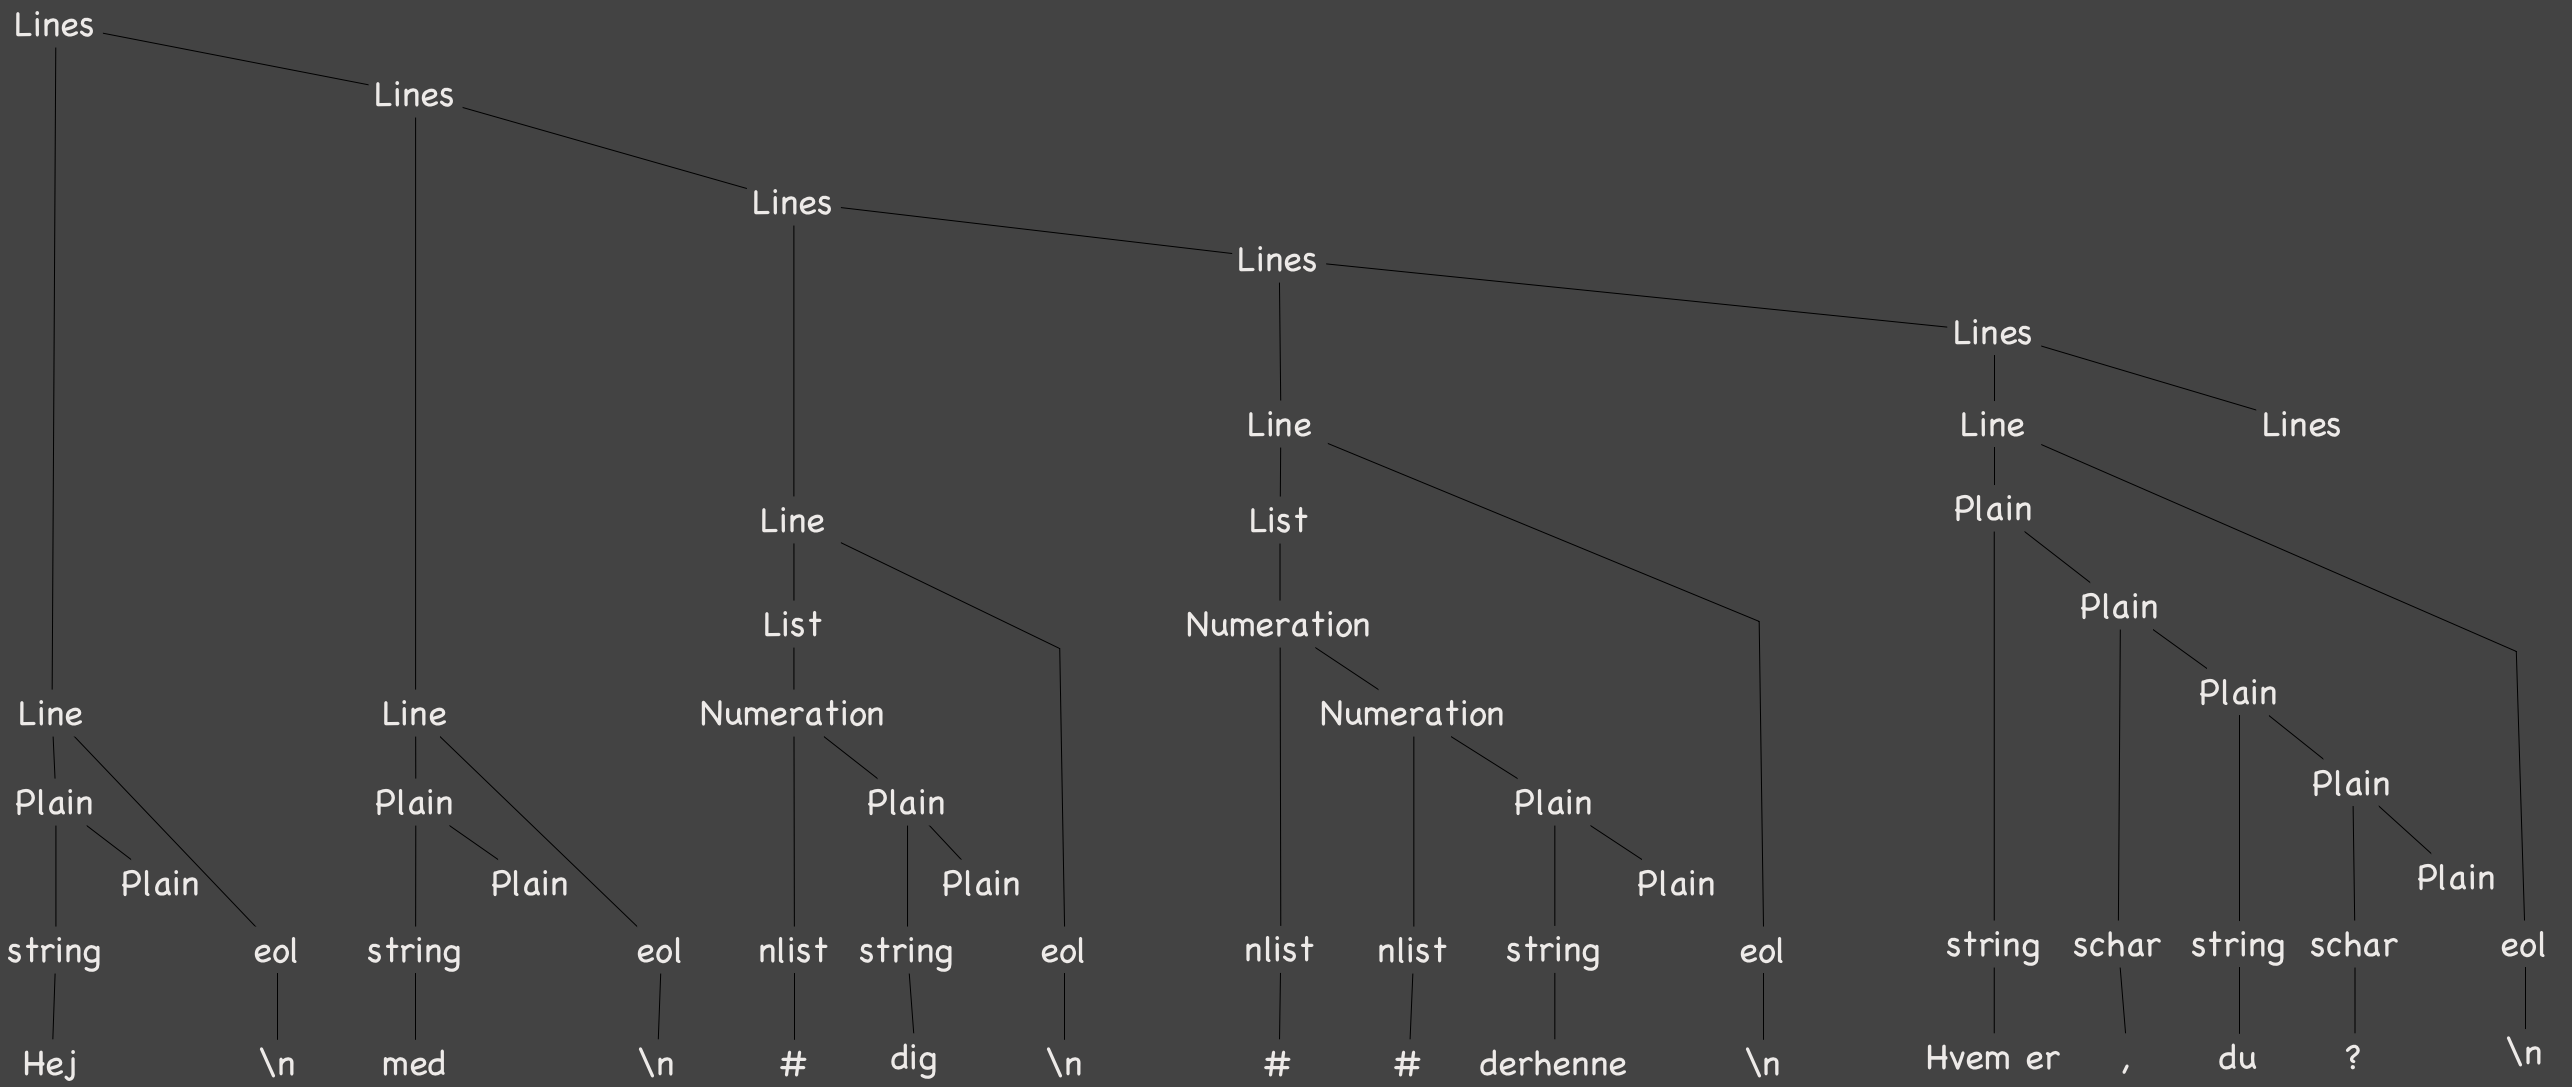 Lines
Lines
Lines
Lines
Lines
Line Line Lines
Plain
Line List
Plain
List Numeration
Plain
Line Line Numeration Numeration
Plain
Plain Plain Plain Plain
Plain
Plain Plain Plain Plain
string eol string eol nlist string eol nlist nlist string eol string schar string schar eol
Hej \n med \n # dig \n # # derhenne \n Hvem er , du ? \n